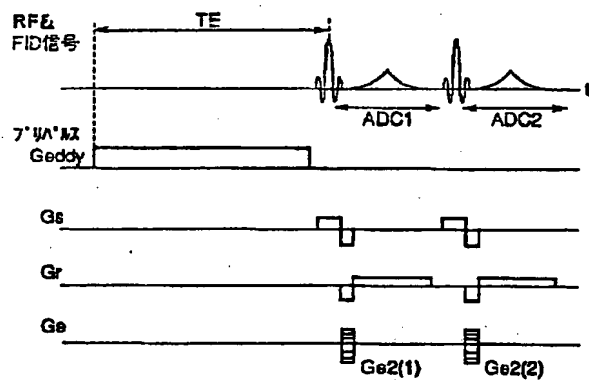 RF&
TE
FID信号
t
ADC1
ADC2
プリパルス
Geddy
Gs
Gr
Ge
Ge2(1)
Ge2(2)